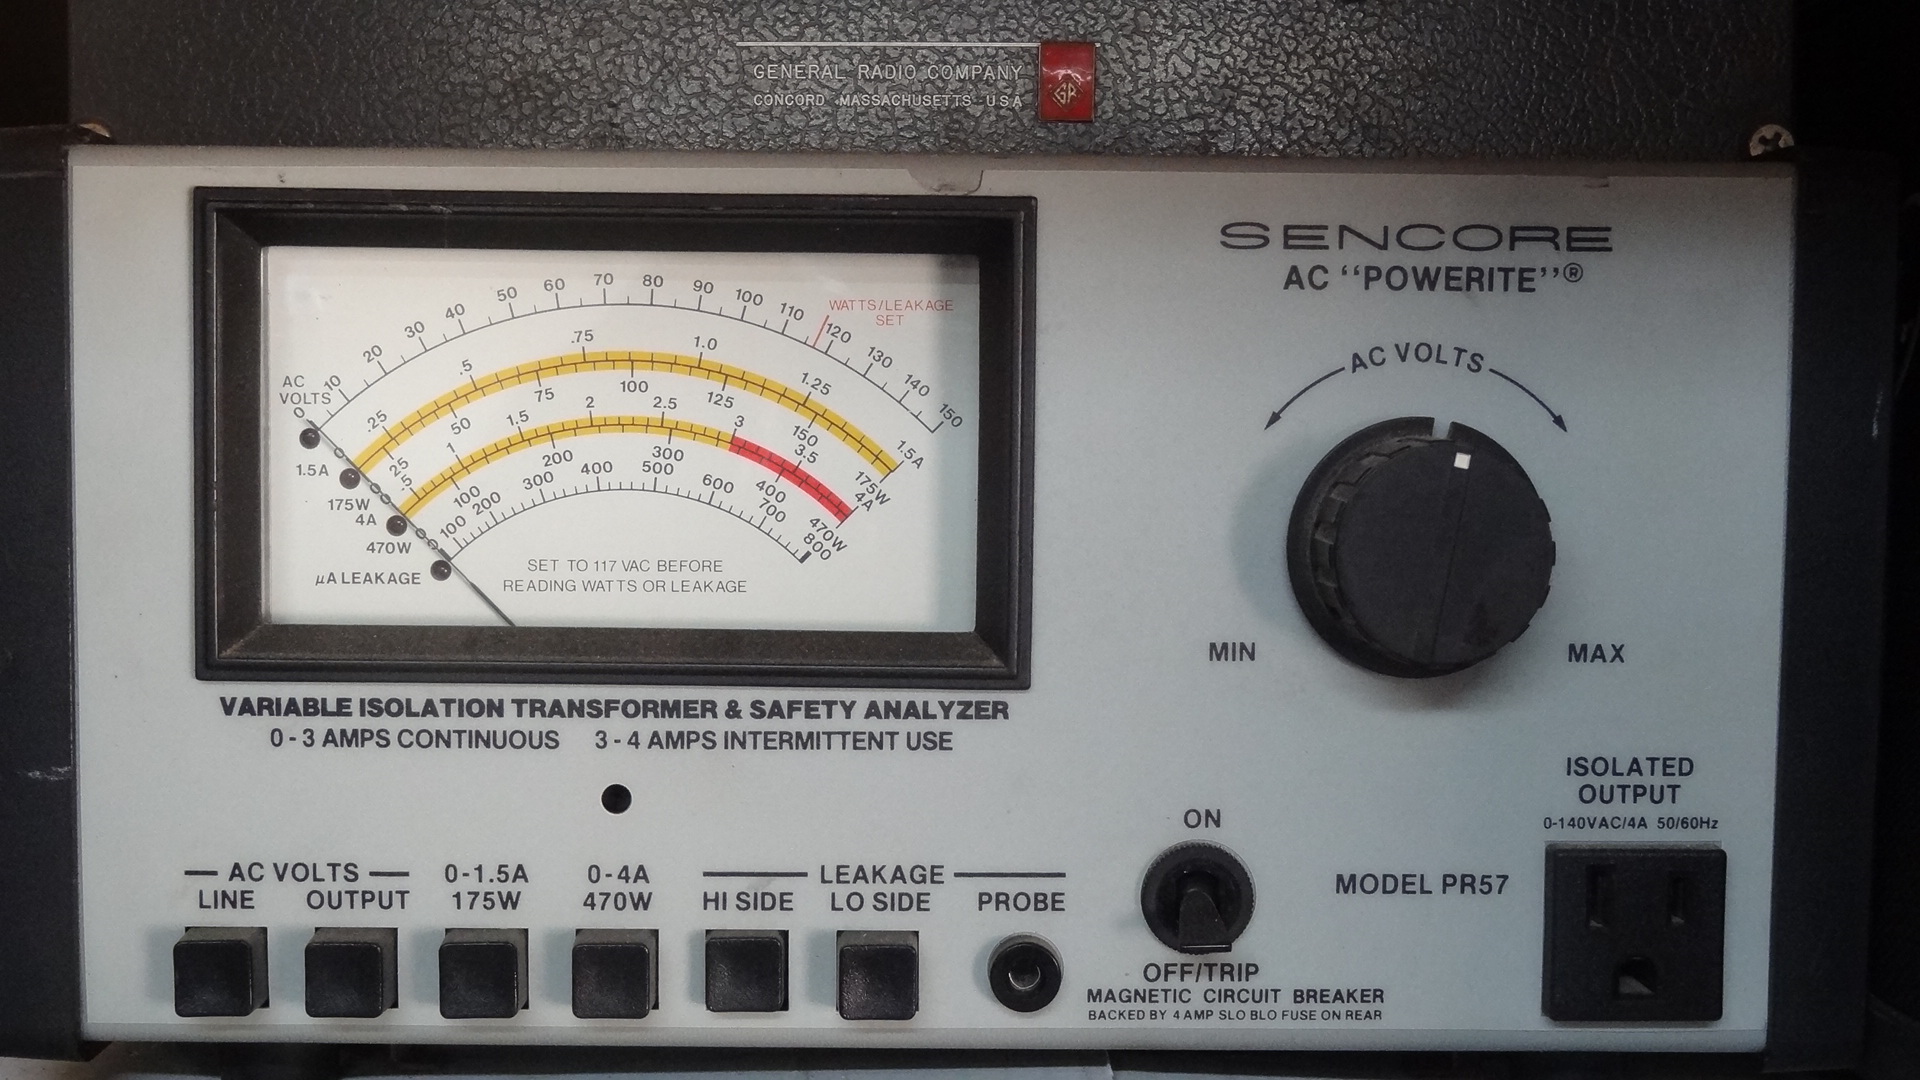 GENERAL RADIO COMPANY
CONCORD MASSACHUSETTS USA
GR
SENCORE
AC "POWERITE"®
AC VOLTS
MIN
MAX
AC
VOLTS
0 10 20 30 40 50 60 70 80 90 100 110 120 130 140 150
WATTS/LEAKAGE
SET
1.5A
0 .25 .5 .75 1.0 1.25 1.5A
175W
0 25 50 75 100 125 150 175W
4A
0 .5 1 1.5 2 2.5 3 3.5 4A
470W
0 100 200 300 400 470W
µA LEAKAGE
0 100 200 300 400 500 600 700 800
SET TO 117 VAC BEFORE
READING WATTS OR LEAKAGE
VARIABLE ISOLATION TRANSFORMER & SAFETY ANALYZER
0-3 AMPS CONTINUOUS 3-4 AMPS INTERMITTENT USE
AC VOLTS
LINE OUTPUT
0-1.5A
175W
0-4A
470W
LEAKAGE
HI SIDE LO SIDE PROBE
ON
OFF/TRIP
MAGNETIC CIRCUIT BREAKER
BACKED BY 4 AMP SLO BLO FUSE ON REAR
MODEL PR57
ISOLATED
OUTPUT
0-140VAC/4A 50/60Hz